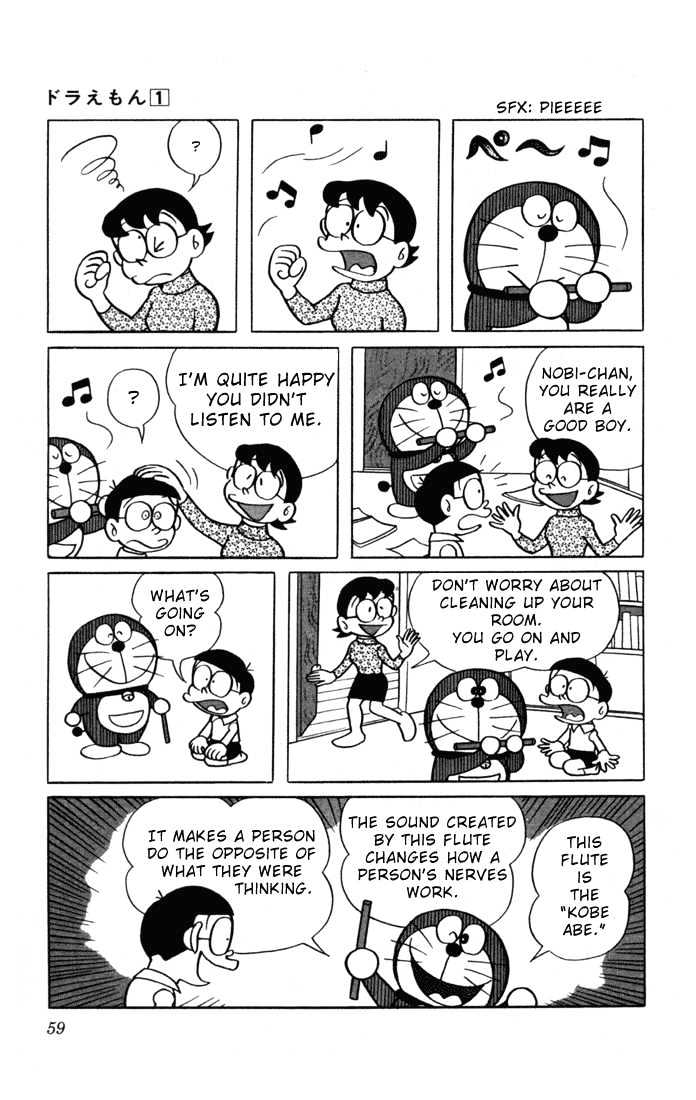 ドラえもん1
SFX: PIEEEEE
ペ〜
?
I'M QUITE HAPPY
YOU DIDN'T
LISTEN TO ME.
?
NOBI-CHAN,
YOU REALLY
ARE A
GOOD BOY.
DON'T WORRY ABOUT
CLEANING UP YOUR
ROOM.
YOU GO ON AND
PLAY.
WHAT'S
GOING
ON?
THIS
FLUTE
IS
THE
"KOBE
ABE."
THE SOUND CREATED
BY THIS FLUTE
CHANGES HOW A
PERSON'S NERVES
WORK.
IT MAKES A PERSON
DO THE OPPOSITE OF
WHAT THEY WERE
THINKING.
59